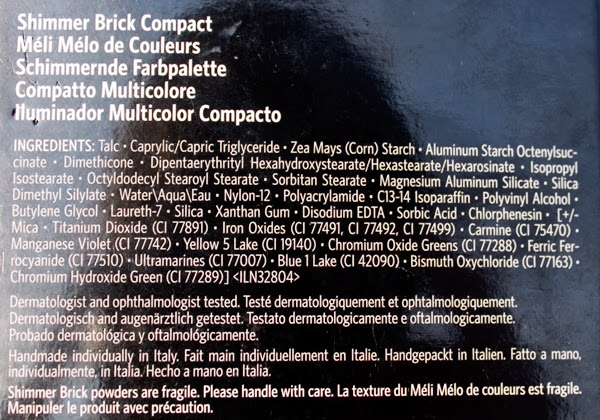 Shimmer Brick Compact
Méli Mélo de Couleurs
Schimmernde Farbpalette
Compatto Multicolore
Iluminador Multicolor Compacto
INGREDIENTS: Talc • Caprylic/Capric Triglyceride • Zea Mays (Corn) Starch • Aluminum Starch Octenylsuc-
cinate • Dimethicone • Dipentaerythrityl Hexahydroxystearate/Hexastearate/Hexarosinate • Isopropyl
Isostearate • Octyldodecyl Stearoyl Stearate • Sorbitan Stearate • Magnesium Aluminum Silicate • Silica
Dimethyl Silylate • Water\Aqua\Eau • Nylon-12 • Polyacrylamide • C13-14 Isoparaffin • Polyvinyl Alcohol •
Butylene Glycol • Laureth-7 • Silica • Xanthan Gum • Disodium EDTA • Sorbic Acid • Chlorphenesin • [+/-
Mica • Titanium Dioxide (CI 77891) • Iron Oxides (CI 77491, CI 77492, CI 77499) • Carmine (CI 75470) •
Manganese Violet (CI 77742) • Yellow 5 Lake (CI 19140) • Chromium Oxide Greens (CI 77288) • Ferric Fer-
rocyanide (CI 77510) • Ultramarines (CI 77007) • Blue 1 Lake (CI 42090) • Bismuth Oxychloride (CI 77163) •
Chromium Hydroxide Green (CI 77289)] <ILN32804>
Dermatologist and ophthalmologist tested. Testé dermatologiquement et ophtalmologiquement.
Dermatologisch und augenärztlich getestet. Testato dermatologicamente e oftalmologicamente.
Probado dermatológica y oftalmológicamente.
Handmade individually in Italy. Fait main individuellement en Italie. Handgepackt in Italien. Fatto a mano,
individualmente, in Italia. Hecho a mano en Italia.
Shimmer Brick powders are fragile. Please handle with care. La texture du Méli Mélo de couleurs est fragile.
Manipuler le produit avec précaution.